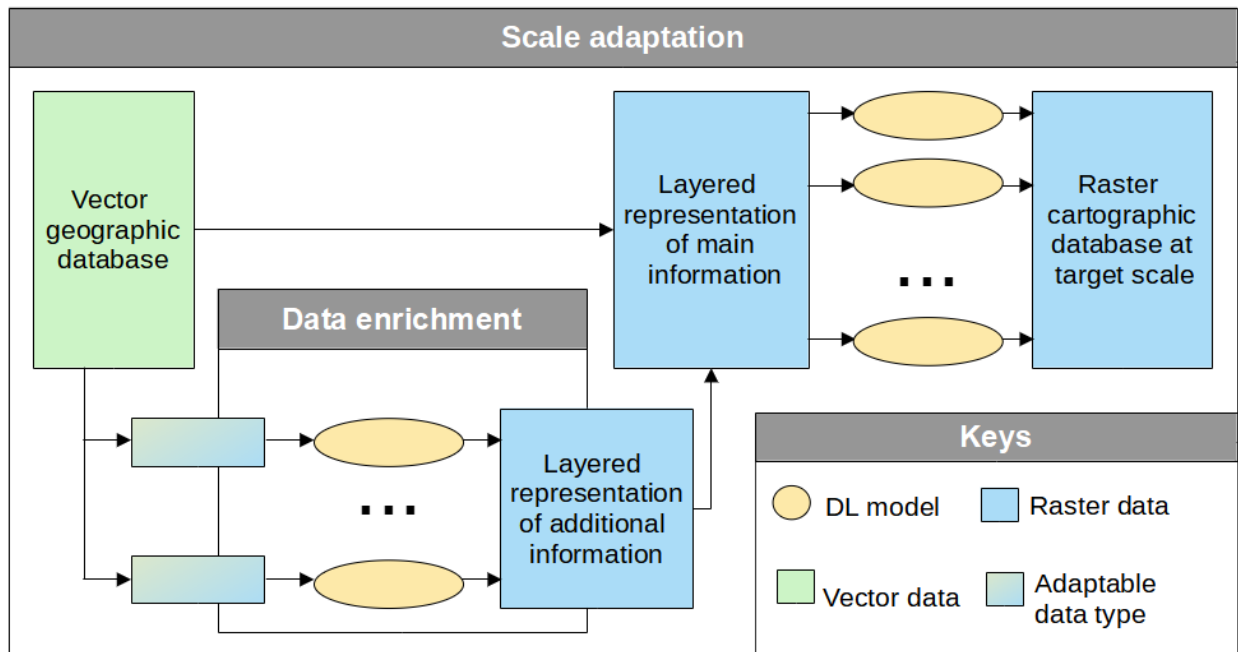 Scale adaptation
Vector
geographic
database
Layered
representation
of main
information
Raster
cartographic
database at
target scale
...
Data enrichment
...
Layered
representation
of additional
information
Keys
DL model
Raster data
Vector data
Adaptable
data type